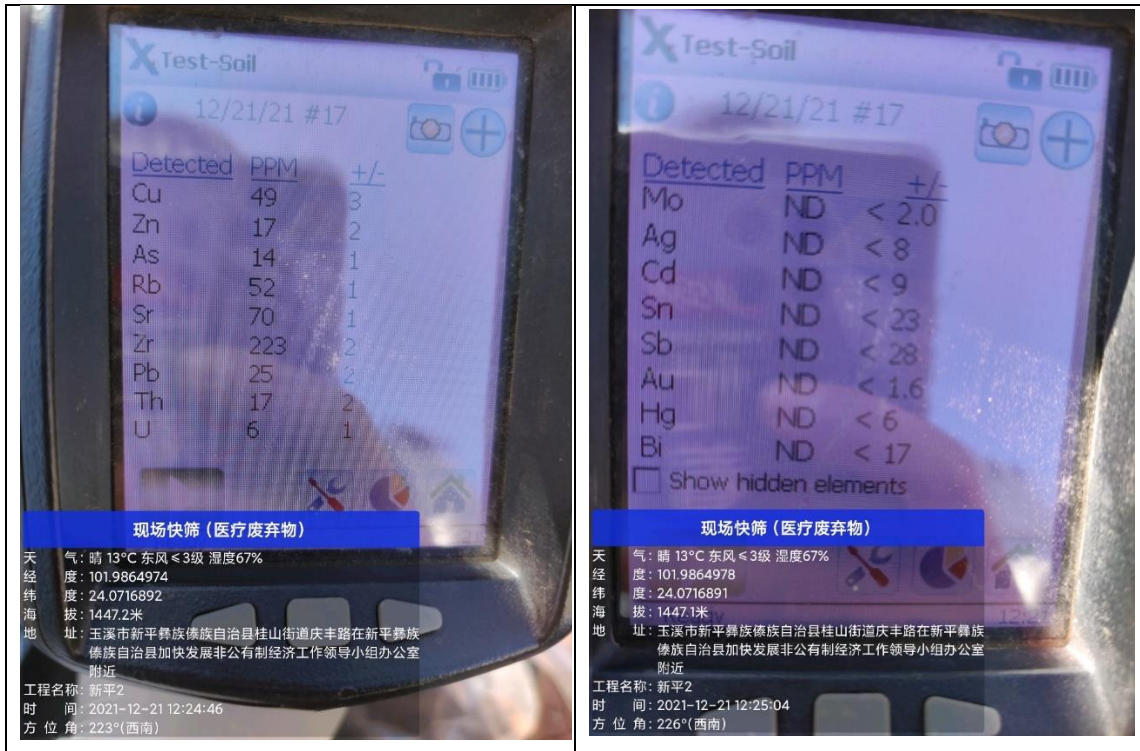 X Test-Soil
12/21/21 #17
Detected PPM +/-
Cu 49 3
Zn 17 2
As 14 1
Rb 52 1
Sr 70 1
Zr 223 2
Pb 25 2
Th 17 2
U 6 1
现场快筛（医疗废弃物）
天 气：晴 13°C 东风≤3级 湿度67%
经 度：101.9864974
纬 度：24.0716892
海 拔：1447.2米
地 址：玉溪市新平彝族傣族自治县桂山街道庆丰路在新平彝族
傣族自治县加快发展非公有制经济工作领导小组办公室
附近
工程名称：新平2
时 间：2021-12-21 12:24:46
方 位 角：223°(西南)
X Test-Soil
12/21/21 #17
Detected PPM +/-
Mo ND < 2.0
Ag ND < 8
Cd ND < 9
Sn ND < 23
Sb ND < 28
Au ND < 1.6
Hg ND < 6
Bi ND < 17
Show hidden elements
现场快筛（医疗废弃物）
天 气：晴 13°C 东风≤3级 湿度67%
经 度：101.9864978
纬 度：24.0716891
海 拔：1447.1米
地 址：玉溪市新平彝族傣族自治县桂山街道庆丰路在新平彝族
傣族自治县加快发展非公有制经济工作领导小组办公室
附近
工程名称：新平2
时 间：2021-12-21 12:25:04
方 位 角：226°(西南)